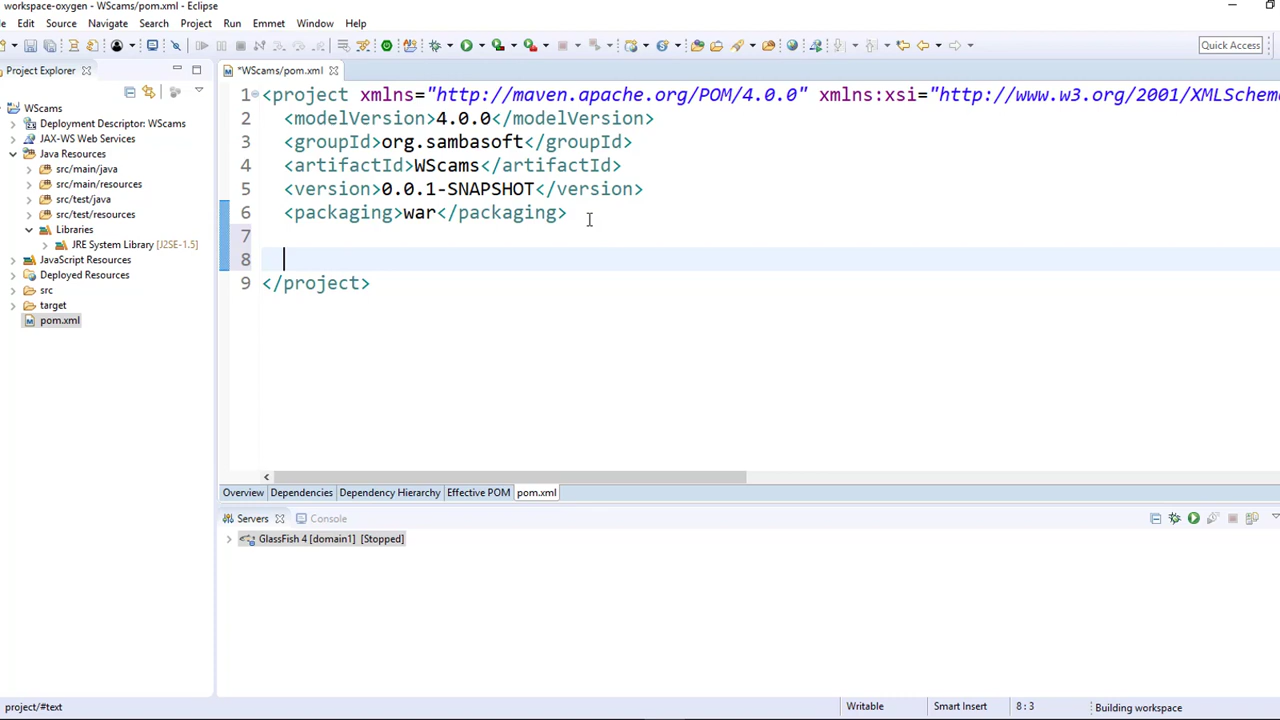 workspace-oxygen - WScams/pom.xml - Eclipse
Edit Source Navigate Search Project Run Emmet Window Help
Quick Access
Project Explorer
*WScams/pom.xml
WScams
Deployment Descriptor: WScams
JAX-WS Web Services
Java Resources
src/main/java
src/main/resources
src/test/java
src/test/resources
Libraries
JRE System Library [J2SE-1.5]
JavaScript Resources
Deployed Resources
src
target
pom.xml
1 <project xmlns="http://maven.apache.org/POM/4.0.0" xmlns:xsi="http://www.w3.org/2001/XMLScheme
2 <modelVersion>4.0.0</modelVersion>
3 <groupId>org.sambasoft</groupId>
4 <artifactId>WScams</artifactId>
5 <version>0.0.1-SNAPSHOT</version>
6 <packaging>war</packaging>
7
8
9 </project>
Overview Dependencies Dependency Hierarchy Effective POM pom.xml
Servers Console
GlassFish 4 [domain1] [Stopped]
project/#text Writable Smart Insert 8 : 3 Building workspace